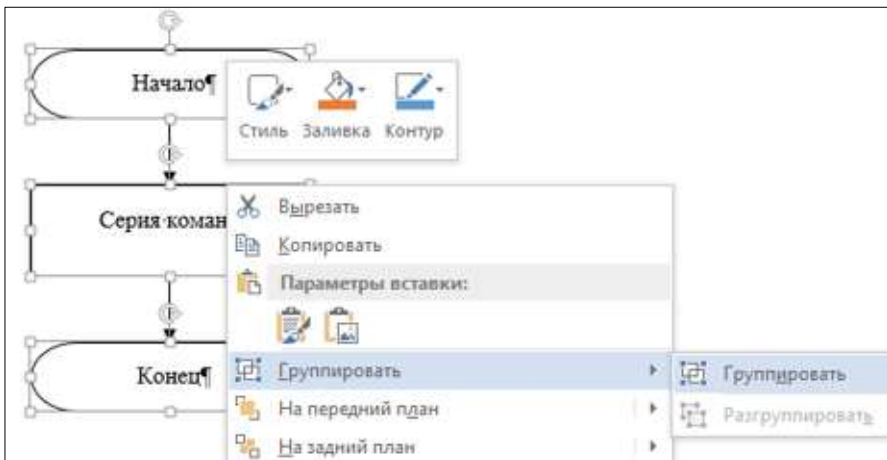 Начало¶
Стиль Заливка Контур
Серия·коман
Вырезать
Копировать
Параметры вставки:
Конец¶
Группировать
Группировать
На передний план
Разгруппировать
На задний план